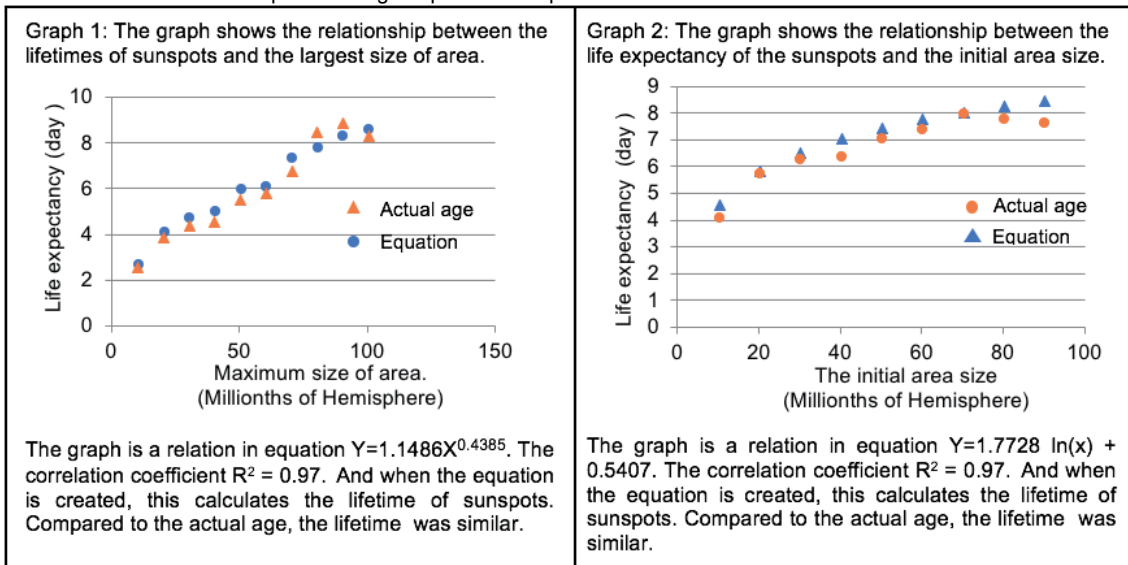 Graph 1: The graph shows the relationship between the
lifetimes of sunspots and the largest size of area.
10
8
6
4
2
0
Life expectancy (day )
Actual age
Equation
0
50
100
150
Maximum size of area.
(Millionths of Hemisphere)
The graph is a relation in equation Y=1.1486X^0.4385. The
correlation coefficient R² = 0.97. And when the equation
is created, this calculates the lifetime of sunspots.
Compared to the actual age, the lifetime was similar.
Graph 2: The graph shows the relationship between the
life expectancy of the sunspots and the initial area size.
9
8
7
6
5
4
3
2
1
0
Life expectancy (day)
Actual age
Equation
0
20
40
60
80
100
The initial area size
(Millionths of Hemisphere)
The graph is a relation in equation Y=1.7728 ln(x) +
0.5407. The correlation coefficient R² = 0.97. And when
the equation is created, this calculates the lifetime of
sunspots. Compared to the actual age, the lifetime was
similar.